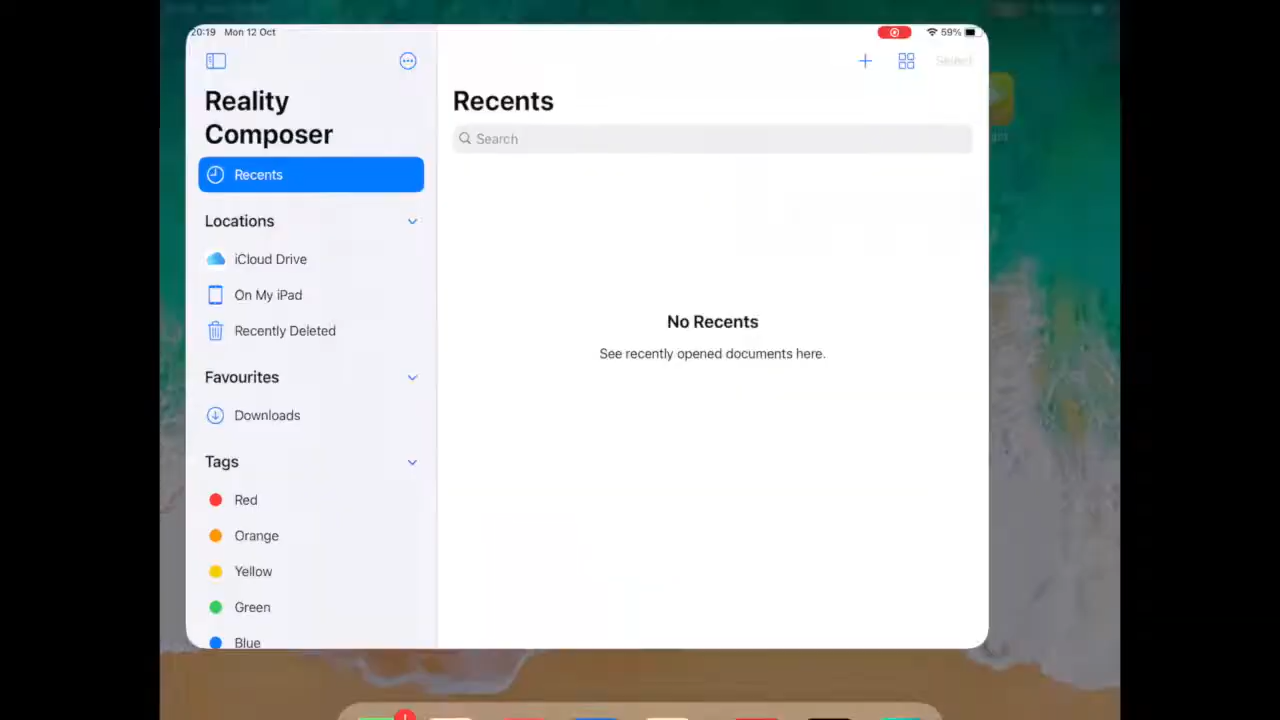 20:19 Mon 12 Oct
59%
Select
Reality
Composer
Recents
Search
Recents
Locations
iCloud Drive
On My iPad
Recently Deleted
No Recents
See recently opened documents here.
Favourites
Downloads
Tags
Red
Orange
Yellow
Green
Blue